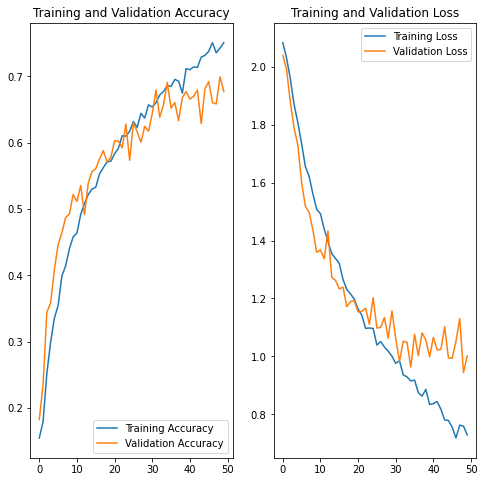 Training and Validation Accuracy
Training and Validation Loss
0.7
0.6
0.5
0.4
0.3
0.2
0 10 20 30 40 50
Training Accuracy
Validation Accuracy
2.0
1.8
1.6
1.4
1.2
1.0
0.8
0 10 20 30 40 50
Training Loss
Validation Loss